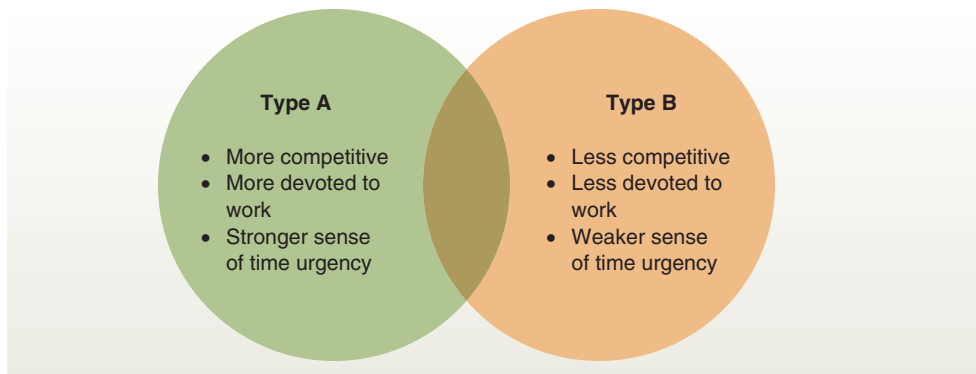 Type A
• More competitive
• More devoted to
work
• Stronger sense
of time urgency
Type B
• Less competitive
• Less devoted to
work
• Weaker sense
of time urgency